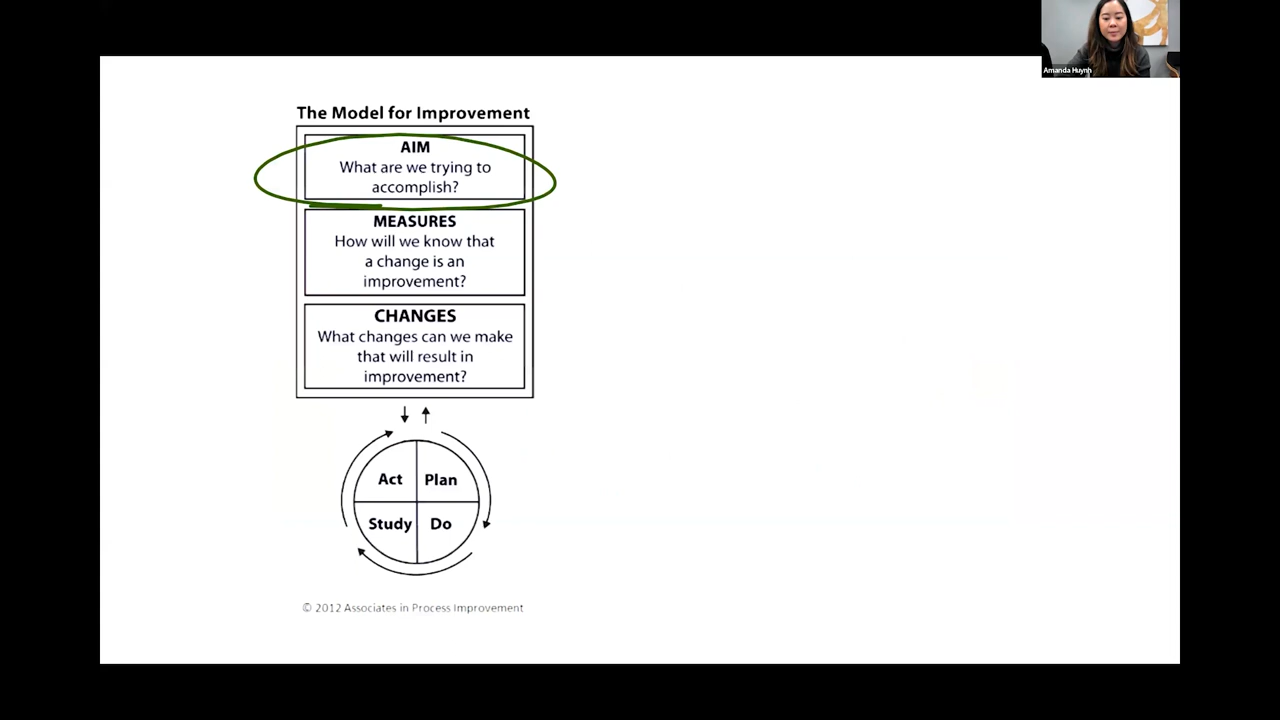 Amanda Huynh
The Model for Improvement
AIM
What are we trying to
accomplish?
MEASURES
How will we know that
a change is an
improvement?
CHANGES
What changes can we make
that will result in
improvement?
Act Plan
Study Do
© 2012 Associates in Process Improvement